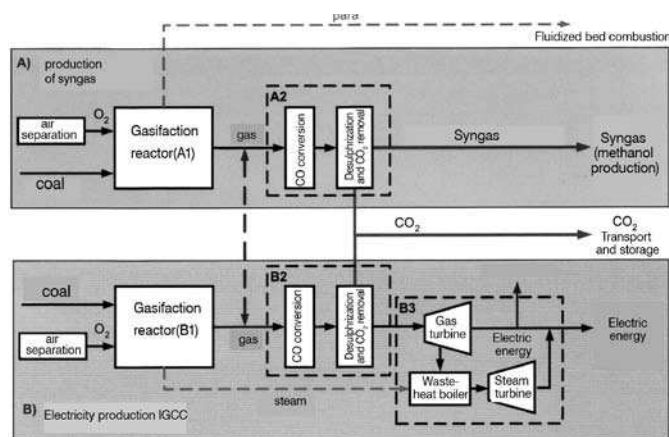 para
Fluidized bed combustion
A)
production
of syngas
A2
air
separation
O2
Gasifaction
reactor(A1)
gas
CO conversion
Desulphrization
and CO2 removal
Syngas
Syngas
(methanol
production)
coal
CO2
CO2
Transport
and storage
B2
coal
Gasifaction
reactor(B1)
air
separation
O2
gas
CO conversion
Desulphrization
and CO2 removal
B3
Gas
turbine
Electric
energy
Electric
energy
steam
Waste-
heat boiler
Steam
turbine
B)
Electricity production IGCC